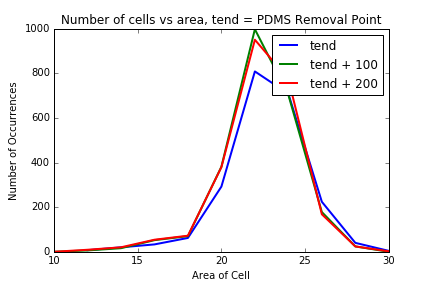 Number of cells vs area, tend = PDMS Removal Point
1000
800
600
400
200
0
Number of Occurrences
tend
tend + 100
tend + 200
10
15
20
25
30
Area of Cell